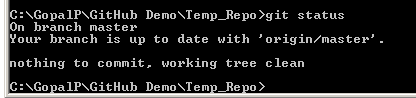 C:\GopalP\GitHub Demo\Temp_Repo>git status
On branch master
Your branch is up to date with 'origin/master'.
nothing to commit, working tree clean
C:\GopalP\GitHub Demo\Temp_Repo>